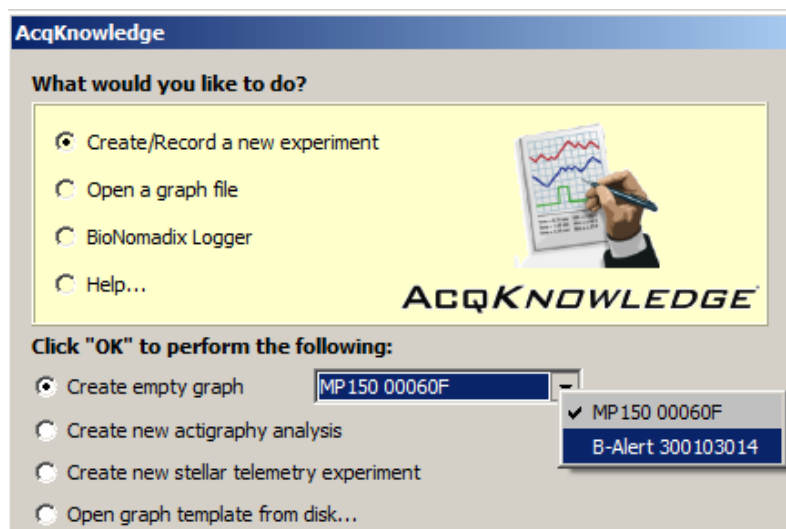 AcqKnowledge
What would you like to do?
Create/Record a new experiment
Open a graph file
BioNomadix Logger
Help...
ACQKNOWLEDGE
Click "OK" to perform the following:
Create empty graph MP150 00060F
MP150 00060F
Create new actigraphy analysis
B-Alert 300103014
Create new stellar telemetry experiment
Open graph template from disk...